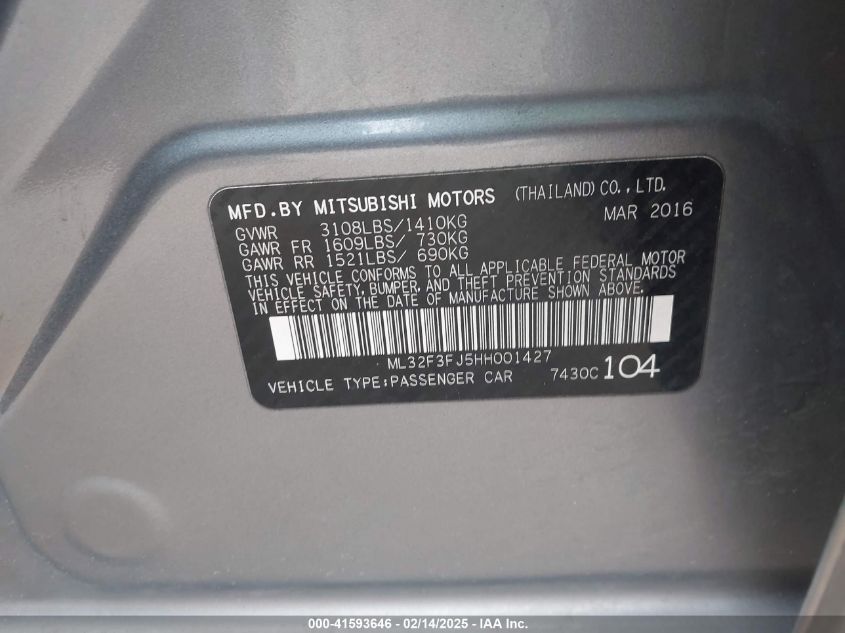 MFD.BY MITSUBISHI MOTORS (THAILAND) CO.,LTD.
MAR 2016
GVWR 3108LBS/1410KG
GAWR FR 1609LBS/ 730KG
GAWR RR 1521LBS/ 690KG
THIS VEHICLE CONFORMS TO ALL APPLICABLE FEDERAL MOTOR
VEHICLE SAFETY, BUMPER, AND THEFT PREVENTION STANDARDS
IN EFFECT ON THE DATE OF MANUFACTURE SHOWN ABOVE.
ML32F3FJ5HH001427
VEHICLE TYPE:PASSENGER CAR 7430C 104
000-41593646 - 02/14/2025 - IAA Inc.